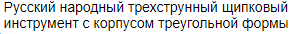 Русский народный трехструнный щипковый
инструмент с корпусом треугольной формы